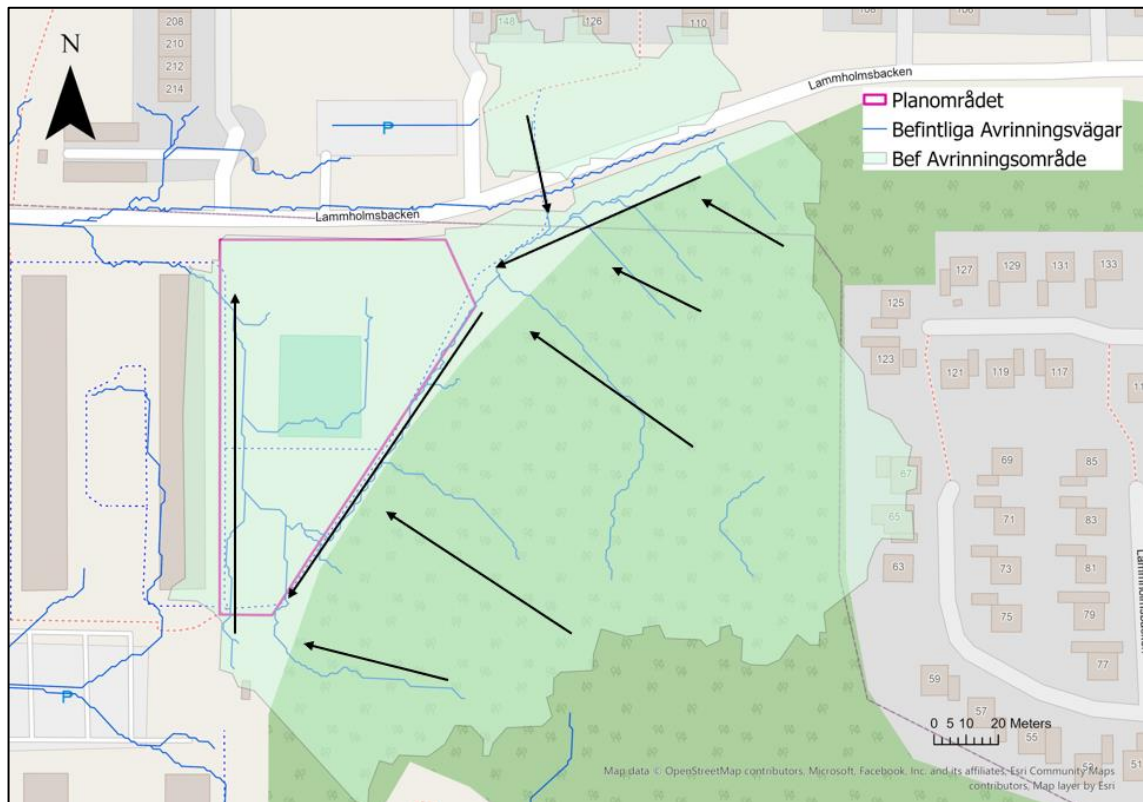 208
210
212
214
148
126
110
N
Lammholmsbacken
Planområdet
Befintliga Avrinningsvägar
Bef Avrinningsområde
P
Lammholmsbacken
127
129
131
133
125
123
121
119
117
67
69
85
65
71
83
63
73
81
75
79
77
59
57
55
51
P
0 5 10 20 Meters
Map data © OpenStreetMap contributors, Microsoft, Facebook, Inc. and its affiliates, Esri Community Maps
contributors, Map layer by Esri